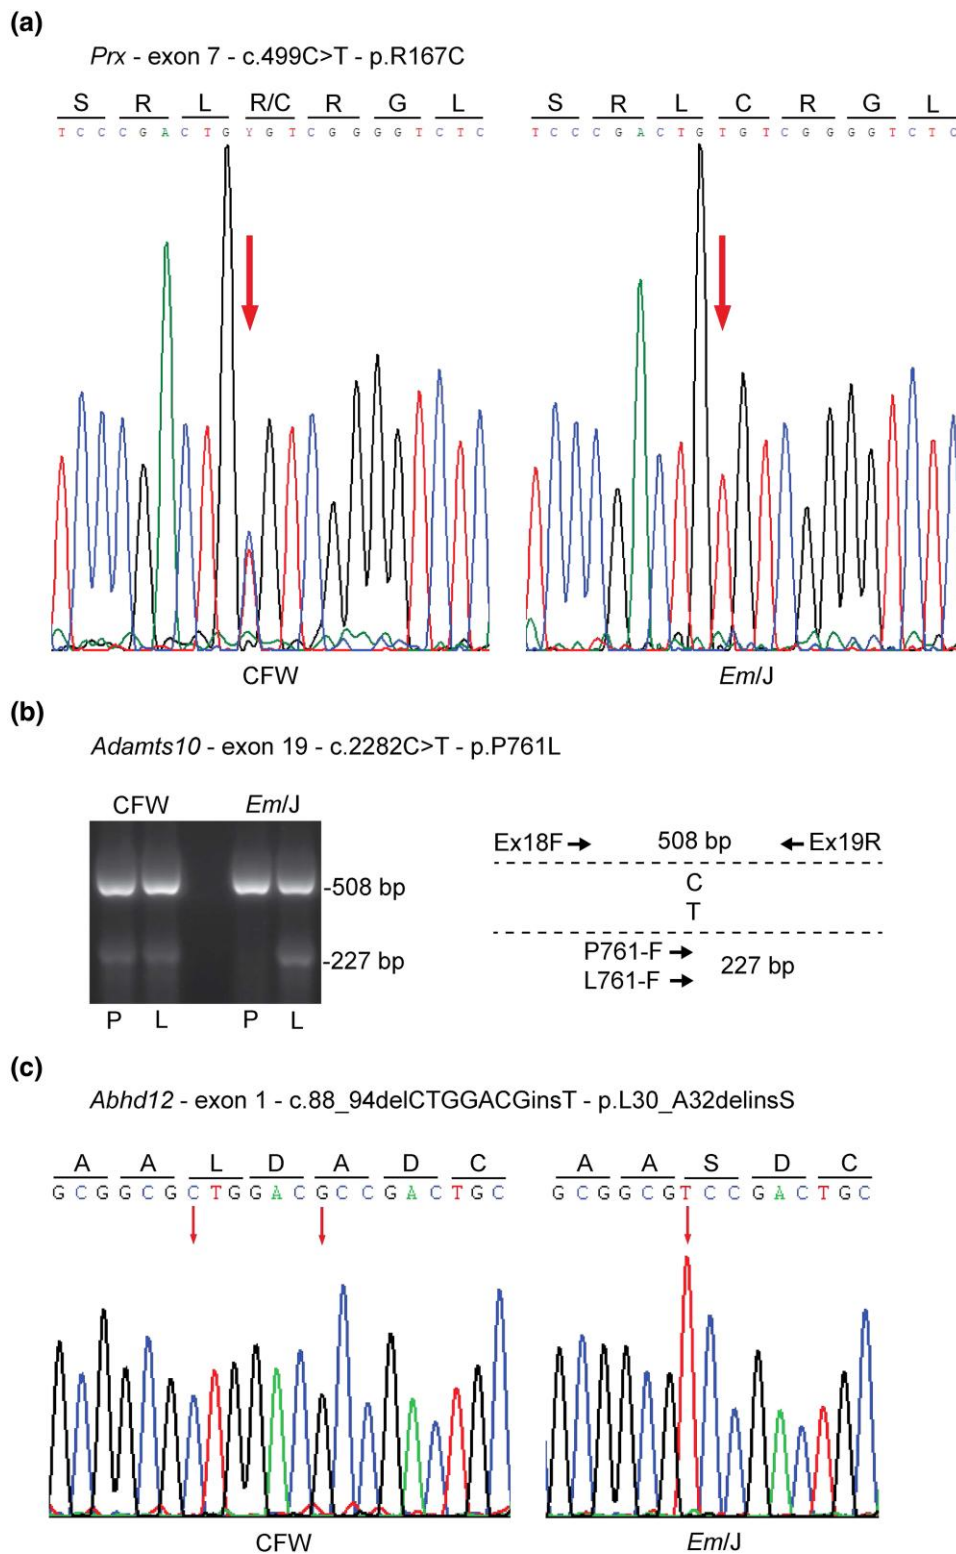 (a)
Prx - exon 7 - c.499C>T - p.R167C
S R L R/C R G L S R L C R G L
T C C C G A C T G Y G T C G G G G T C T C T C C C G A C T G T G T C G G G G T C T C
CFW Em/J
(b)
Adamts10 - exon 19 - c.2282C>T - p.P761L
CFW Em/J
Ex18F 508 bp Ex19R
-508 bp
C
T
P761-F
-227 bp
L761-F 227 bp
P L P L
(c)
Abhd12 - exon 1 - c.88_94delCTGGACGinsT - p.L30_A32delinsS
A A L D A D C A A S D C
G C G G C G C T G G A C G C C G A C T G C G C G G C G T C C G A C T G C
CFW Em/J